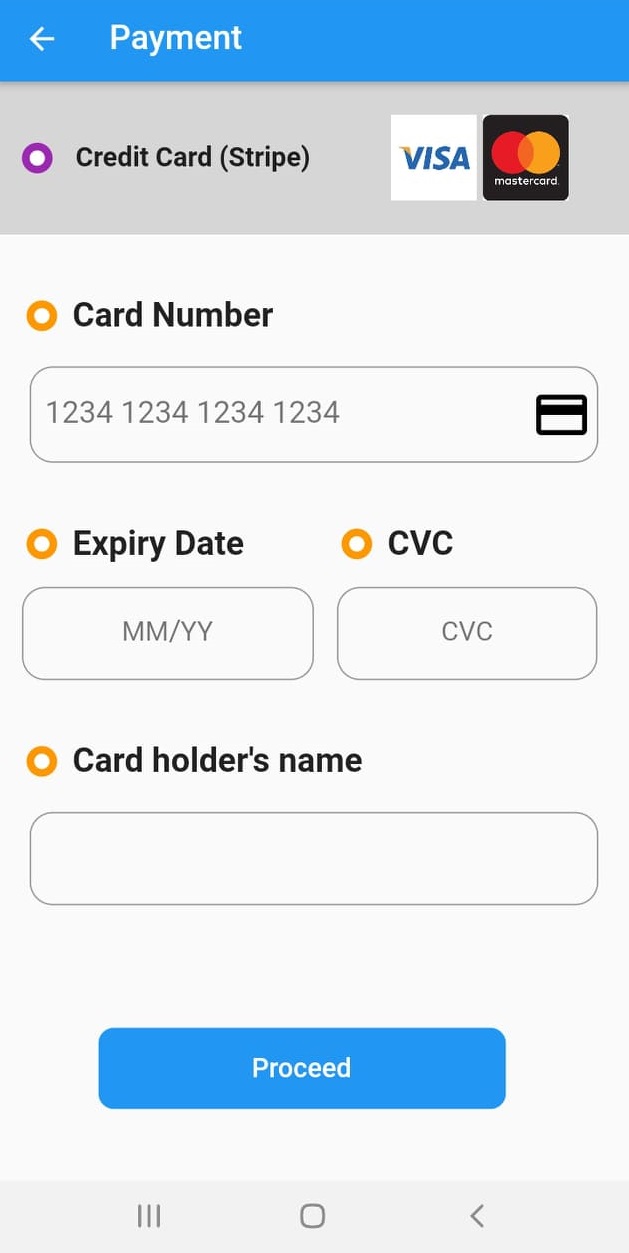 Payment
Credit Card (Stripe)
VISA
mastercard.
Card Number
1234 1234 1234 1234
Expiry Date
CVC
MM/YY
CVC
Card holder's name
Proceed